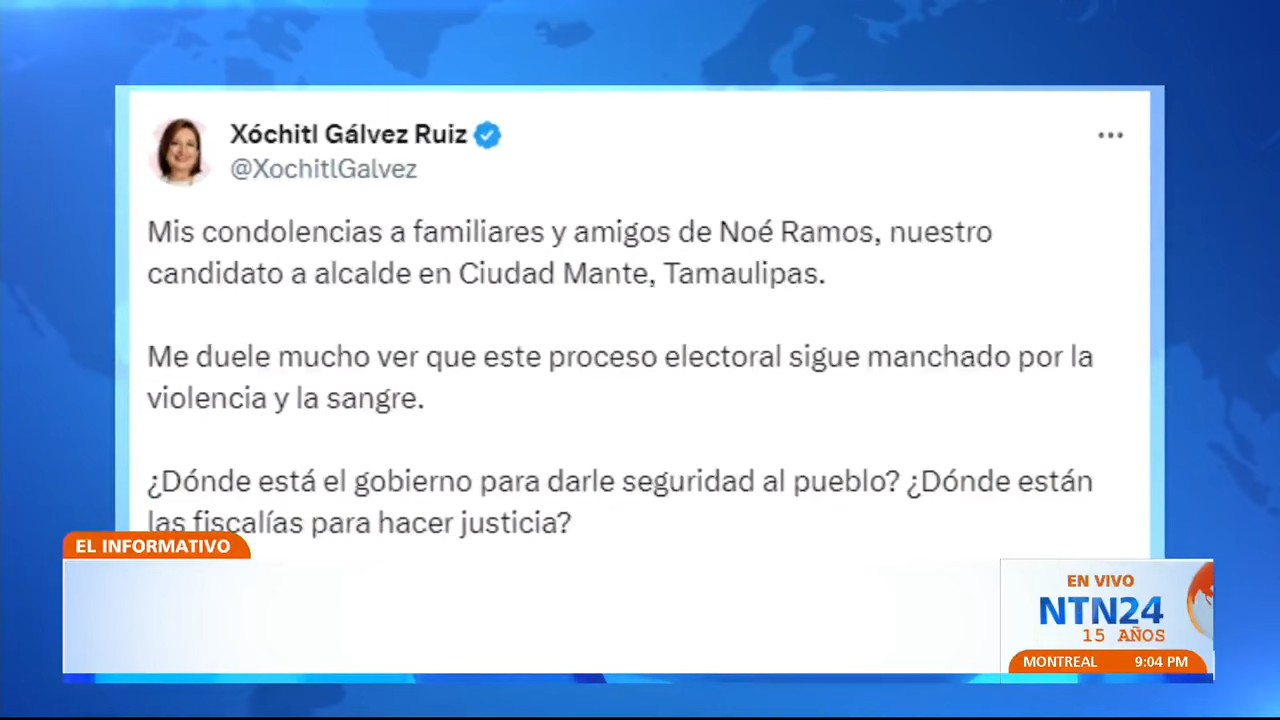 Xóchitl Gálvez Ruiz
@XochitlGalvez
Mis condolencias a familiares y amigos de Noé Ramos, nuestro
candidato a alcalde en Ciudad Mante, Tamaulipas.
Me duele mucho ver que este proceso electoral sigue manchado por la
violencia y la sangre.
¿Dónde está el gobierno para darle seguridad al pueblo? ¿Dónde están
las fiscalías para hacer justicia?
EL INFORMATIVO
EN VIVO
NTN24
15 AÑOS
MONTREAL 9:04 PM